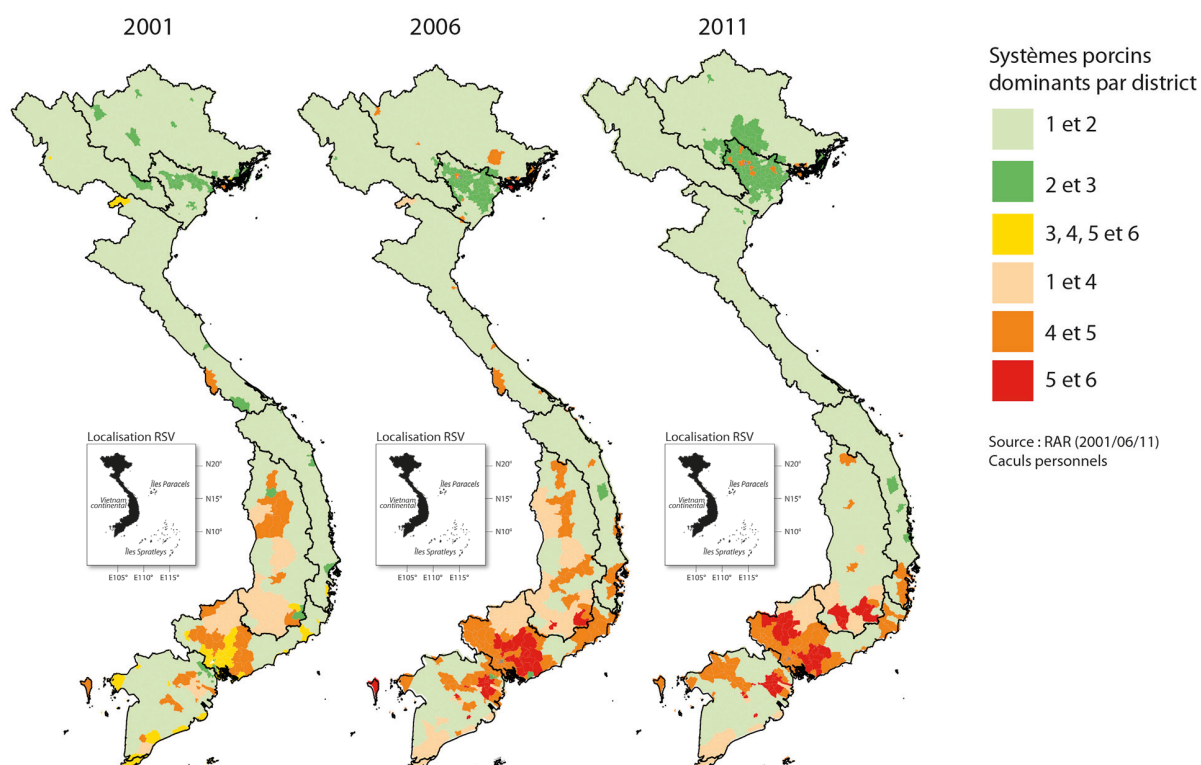 2001
2006
2011
Systèmes porcins
dominants par district
1 et 2
2 et 3
3, 4, 5 et 6
1 et 4
4 et 5
5 et 6
Source : RAR (2001/06/11)
Caculs personnels
Localisation RSV
N20°
Îles Paracels
Vietnam
continental
N15°
N10°
Îles Spratleys
E105° E110° E115°
Localisation RSV
N20°
Îles Paracels
Vietnam
continental
N15°
N10°
Îles Spratleys
E105° E110° E115°
Localisation RSV
N20°
Îles Paracels
Vietnam
continental
N15°
N10°
Îles Spratleys
E105° E110° E115°